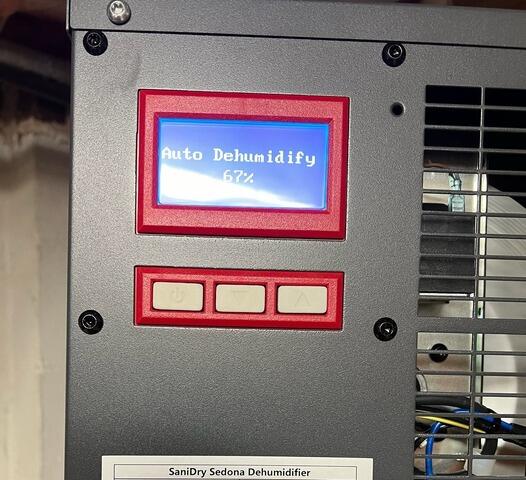 Auto Dehumidify
67%
SaniDry Sedona Dehumidifier